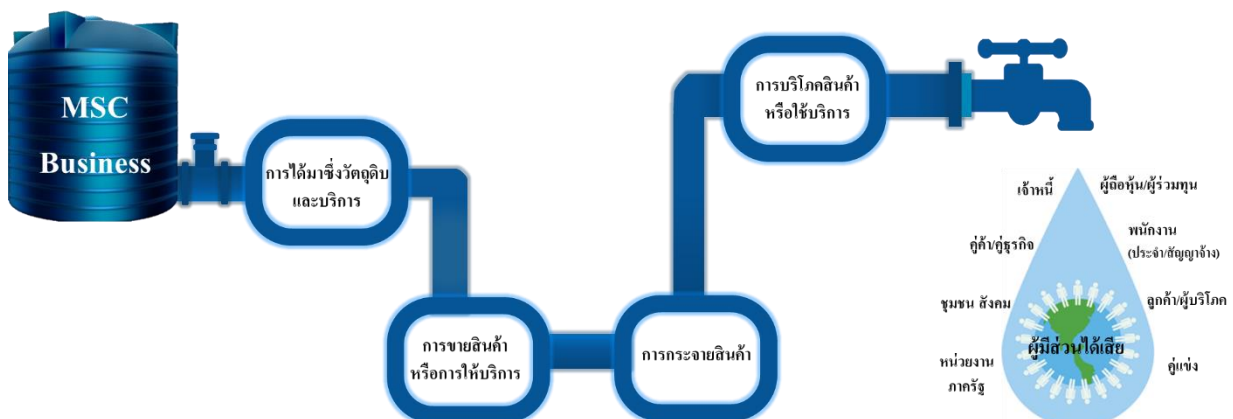 MSC
Business
การได้มาซึ่งวัตถุดิบ
และบริการ
การขายสินค้า
หรือการให้บริการ
การกระจายสินค้า
การบริโภคสินค้า
หรือใช้บริการ
เจ้าหนี้
ผู้ถือหุ้น/ผู้ร่วมทุน
คู่ค้า/คู่ธุรกิจ
พนักงาน
(ประจำ/สัญญาจ้าง)
ชุมชน สังคม
ลูกค้า/ผู้บริโภค
ผู้มีส่วนได้เสีย
หน่วยงาน
ภาครัฐ
คู่แข่ง